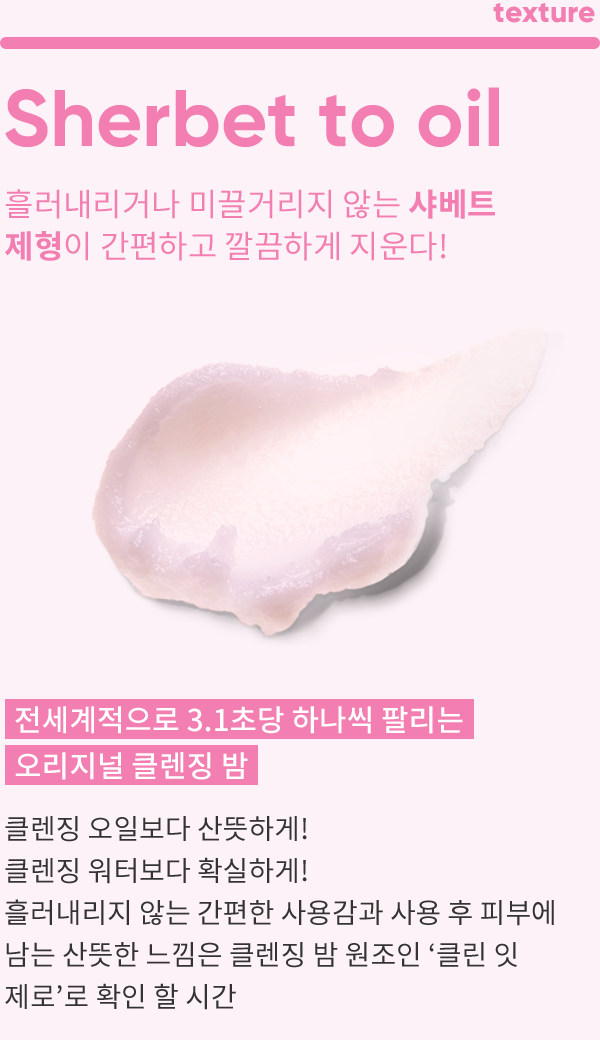 texture
Sherbet to oil
흘러내리거나 미끌거리지 않는 샤베트
제형이 간편하고 깔끔하게 지운다!
전세계적으로 3.1초당 하나씩 팔리는
오리지널 클렌징 밤
클렌징 오일보다 산뜻하게!
클렌징 워터보다 확실하게!
흘러내리지 않는 간편한 사용감과 사용 후 피부에
남는 산뜻한 느낌은 클렌징 밤 원조인 ‘클린 잇
제로’로 확인 할 시간